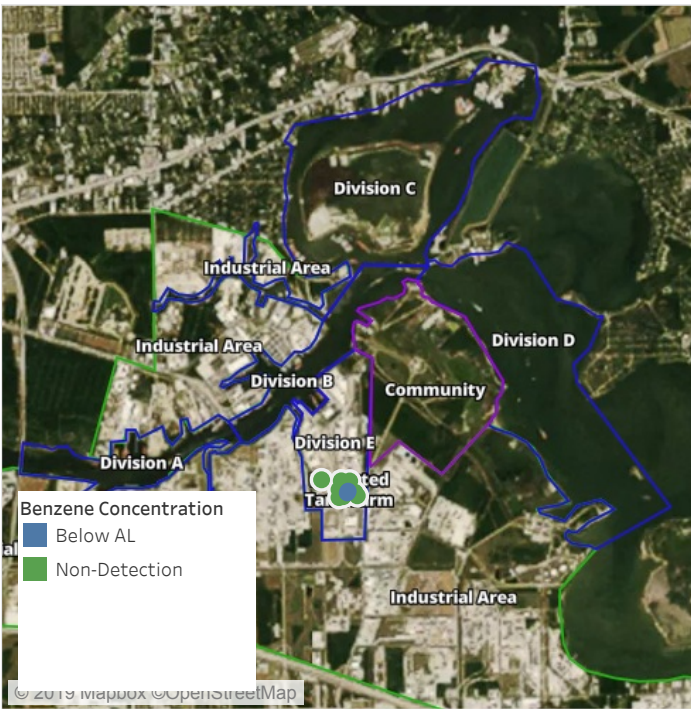 Division C
Industrial Area
Division D
Industrial Area
Division B
Community
Division E
Division A
Benzene Concentration
Below AL
Non-Detection
Industrial Area
© 2019 Mapbox ©OpenStreetMap